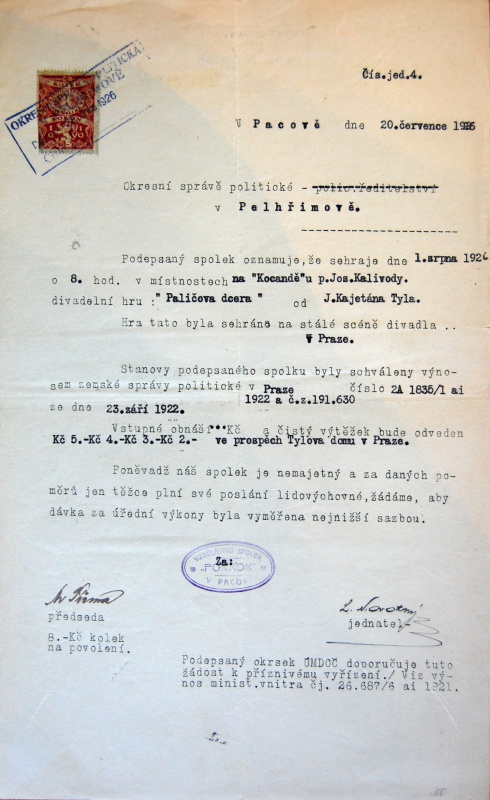 Čís.jed.4.
V Pacově dne 20.července 1926
Okresní správě politické - polic.ředitelství
v Pelhřimově.
Podepsaný spolek oznamuje,že sehraje dne 1.srpna 1926
o 8. hod. v místnostech na "Kocandě"u p.Jos.Kalivody.
divadelní hru : "Paličova dcera " od J.Kajetána Tyla.
Hra tato byla sehrána na stálé scéně divadla ..
v Praze.
Stanovy podepsaného spolku byly schváleny výno-
sem zemské správy politické v Praze číslo 2A 1835/1 ai
1922 a č.z.191.630
ze dne 23.září 1922.
Vstupné obnáší Kč a čistý výtěžek bude odveden
Kč 5.-Kč 4.-Kč 3.-Kč 2.- ve prospěch Tylova domu v Praze.
Poněvadž náš spolek je nemajetný a za daných po-
měrů jen těžce plní své poslání lidovýchovné,žádáme, aby
dávka za úřední výkony byla vyměřena nejnižší sazbou.
VZDĚLÁVACÍ SPOLEK
Za:
"POKROK"
V PACOVĚ
předseda
L. Novotný
jednatel
8.-Kč kolek
na povolení.
Podepsaný okrsek ÚMDOČ doporučuje tuto
žádost k příznivému vyřízení./ Viz vý-
nos minist.vnitra čj. 26.687/6 ai 1921.